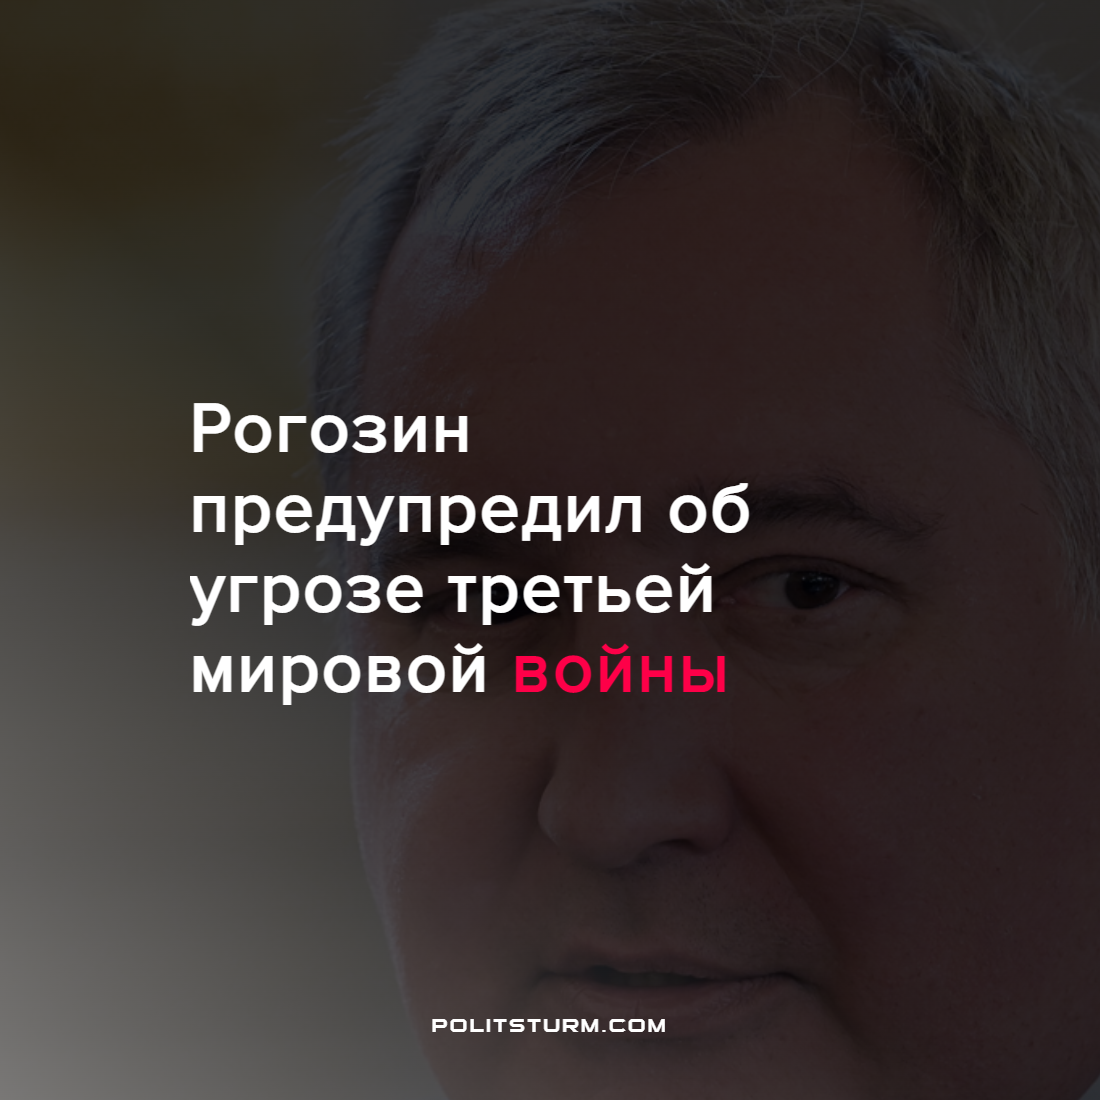 Рогозин
предупредил об
угрозе третьей
мировой войны
POLITSTURM.COM